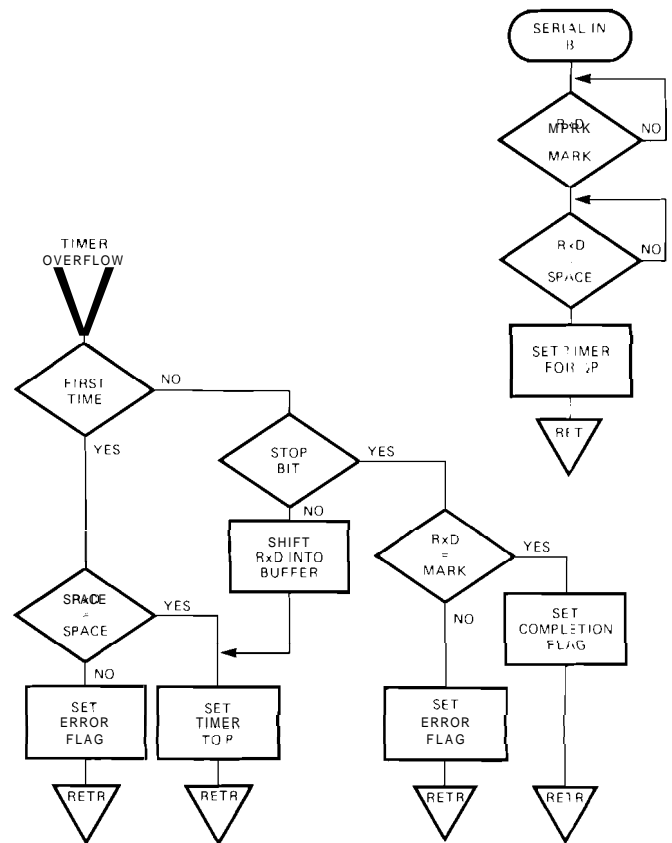 SERIAL IN
B
RxD
MARK
NO
RxD
SPACE
NO
SET TIMER
FOR
RET
TIMER
OVERFLOW
FIRST
TIME
NO
YES
STOP
BIT
YES
NO
SHIFT
RxD INTO
BUFFER
RxD
=
MARK
YES
NO
SET
COMPLETION
FLAG
SPACE
YES
NO
SET
ERROR
FLAG
SET
TIMER
TO P
SET
ERROR
FLAG
RETR
RETR
RETR
RETR